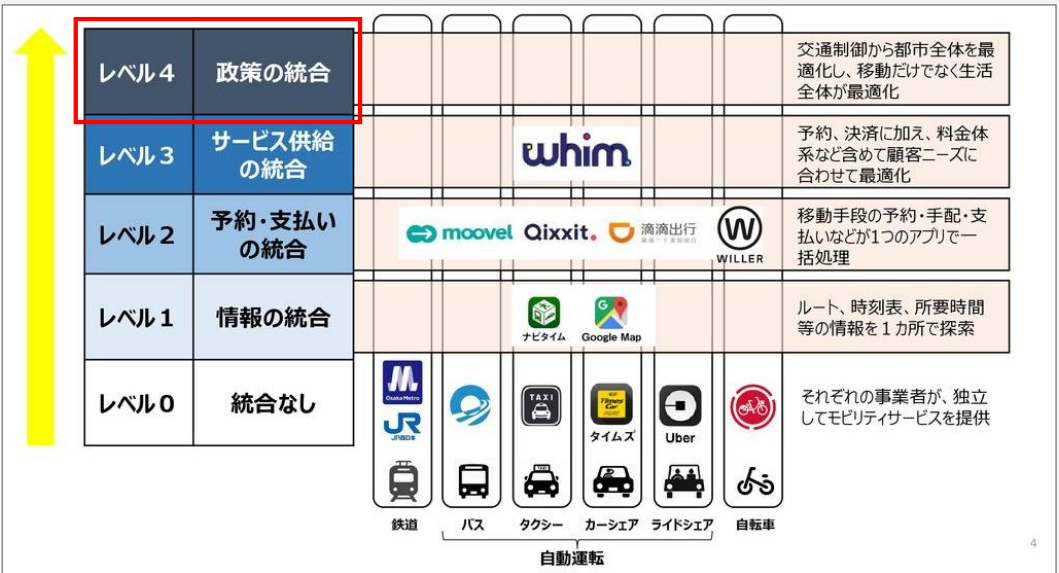 レベル4 政策の統合
交通制御から都市全体を最
適化し、移動だけでなく生活
全体が最適化
レベル3 サービス供給
の統合
whim
予約、決済に加え、料金体
系など含めて顧客ニーズに
合わせて最適化
レベル2 予約・支払い
の統合
moovel Qixxit. 滴滴出行
WILLER
移動手段の予約・手配・支
払いなどが1つのアプリで一
括処理
レベル1 情報の統合
ナビタイム Google Map
ルート、時刻表、所要時間
等の情報を1カ所で探索
レベル0 統合なし
Osaka Metro
JR
JR西日本
TAXI
Times
Car
タイムズ
Uber
それぞれの事業者が、独立
してモビリティサービスを提供
TAXI
鉄道 バス タクシー カーシェア ライドシェア 自転車
自動運転
4